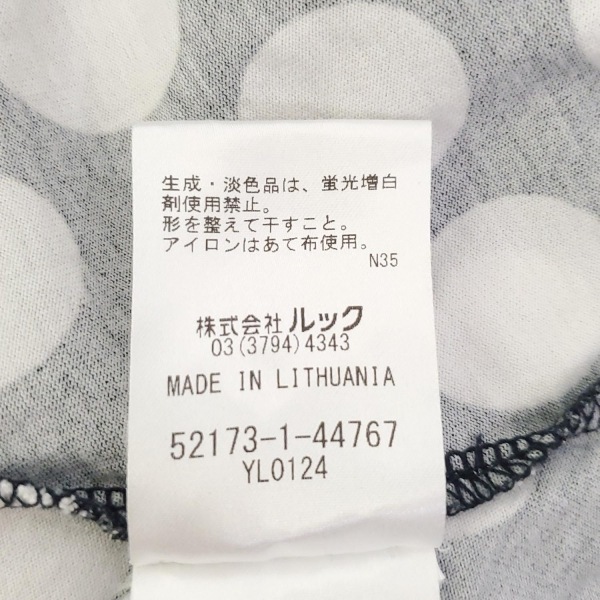 生成・淡色品は、蛍光増白
剤使用禁止。
形を整えて干すこと。
アイロンはあて布使用。
N35
株式会社 ルック
03(3794)4343
MADE IN LITHUANIA
52173-1-44767
YL0124